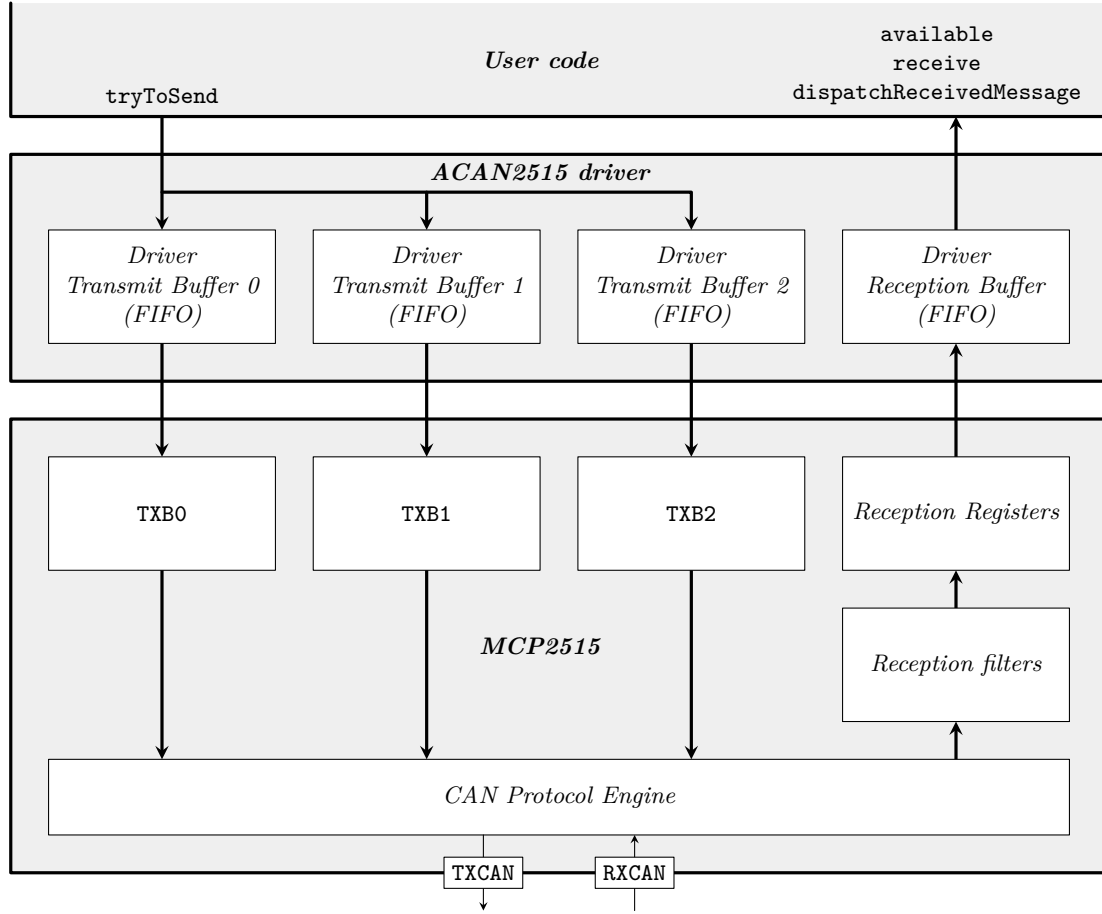 available
User code
receive
tryToSend
dispatchReceivedMessage
ACAN2515 driver
Driver
Transmit Buffer 0
(FIFO)
Driver
Transmit Buffer 1
(FIFO)
Driver
Transmit Buffer 2
(FIFO)
Driver
Reception Buffer
(FIFO)
TXB0
TXB1
TXB2
Reception Registers
MCP2515
Reception filters
CAN Protocol Engine
TXCAN
RXCAN